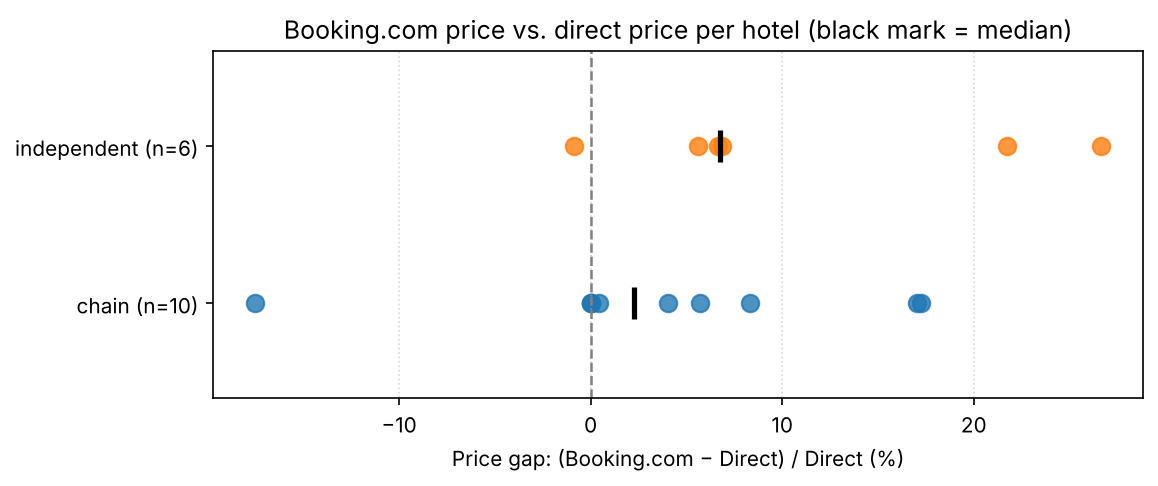 Booking.com price vs. direct price per hotel (black mark = median)
independent (n=6)
chain (n=10)
−10
0
10
20
Price gap: (Booking.com − Direct) / Direct (%)